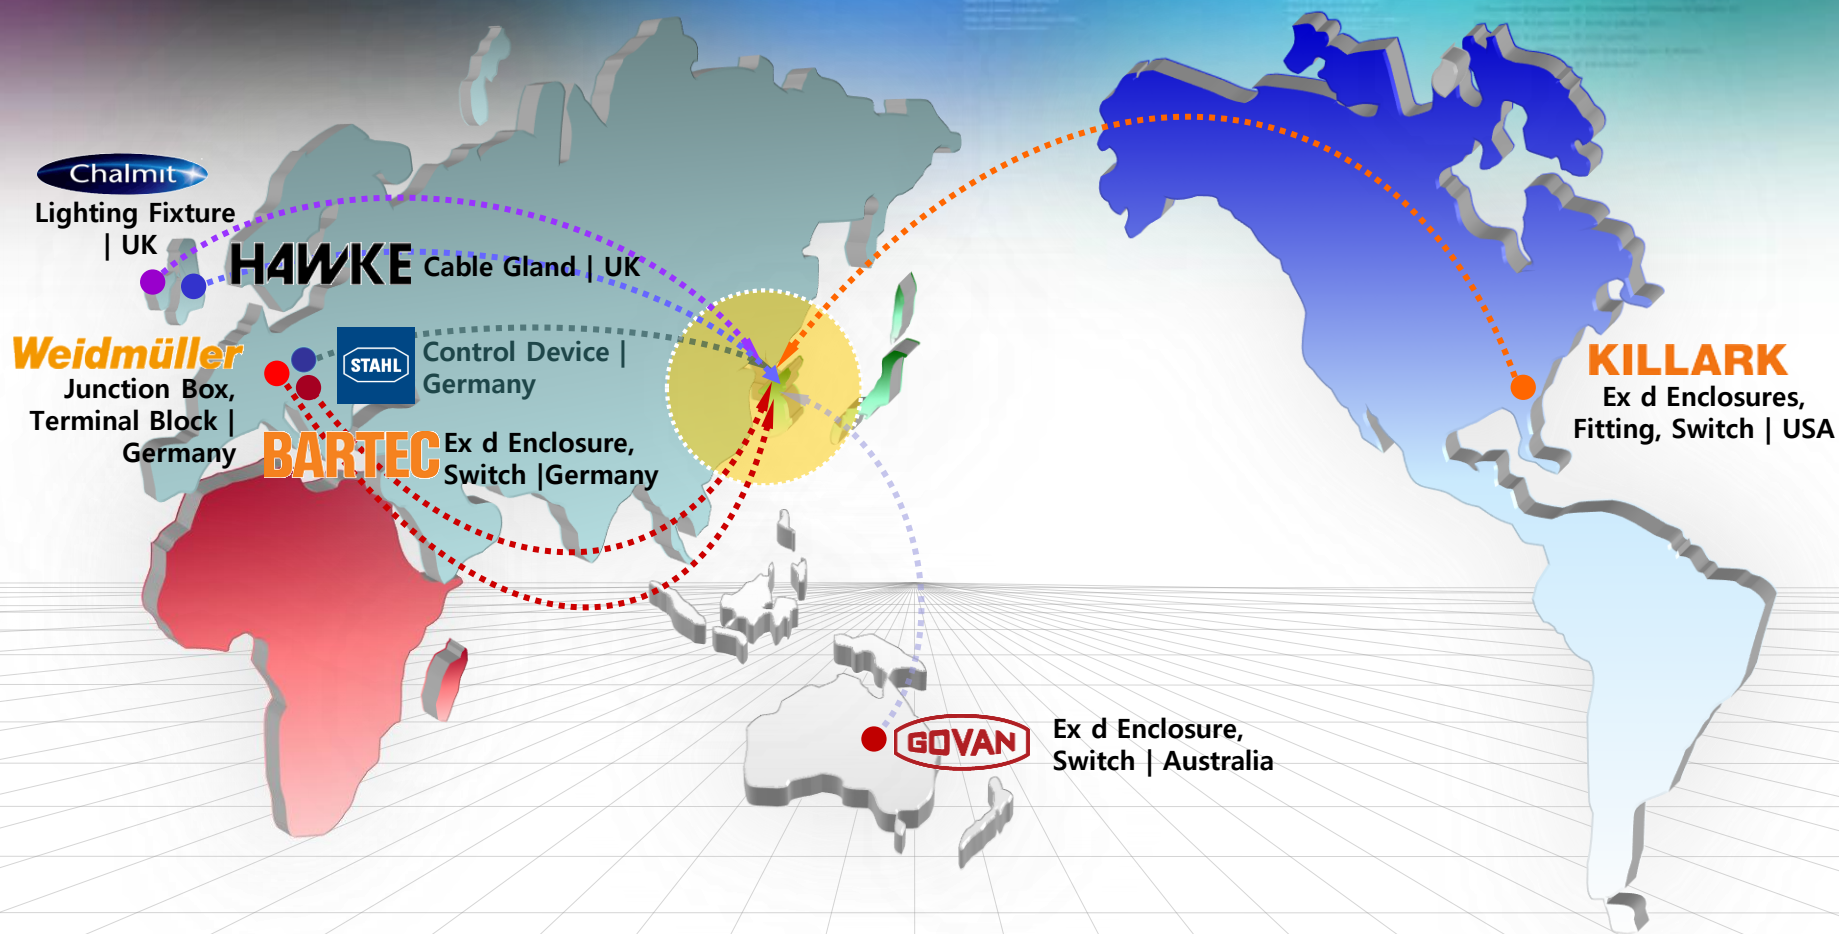 Chalmit
Lighting Fixture
| UK
HAWKE
Cable Gland | UK
Weidmüller
Junction Box,
Terminal Block |
Germany
STAHL
Control Device |
Germany
BARTEC
Ex d Enclosure,
Switch |Germany
KILLARK
Ex d Enclosures,
Fitting, Switch | USA
GOVAN
Ex d Enclosure,
Switch | Australia